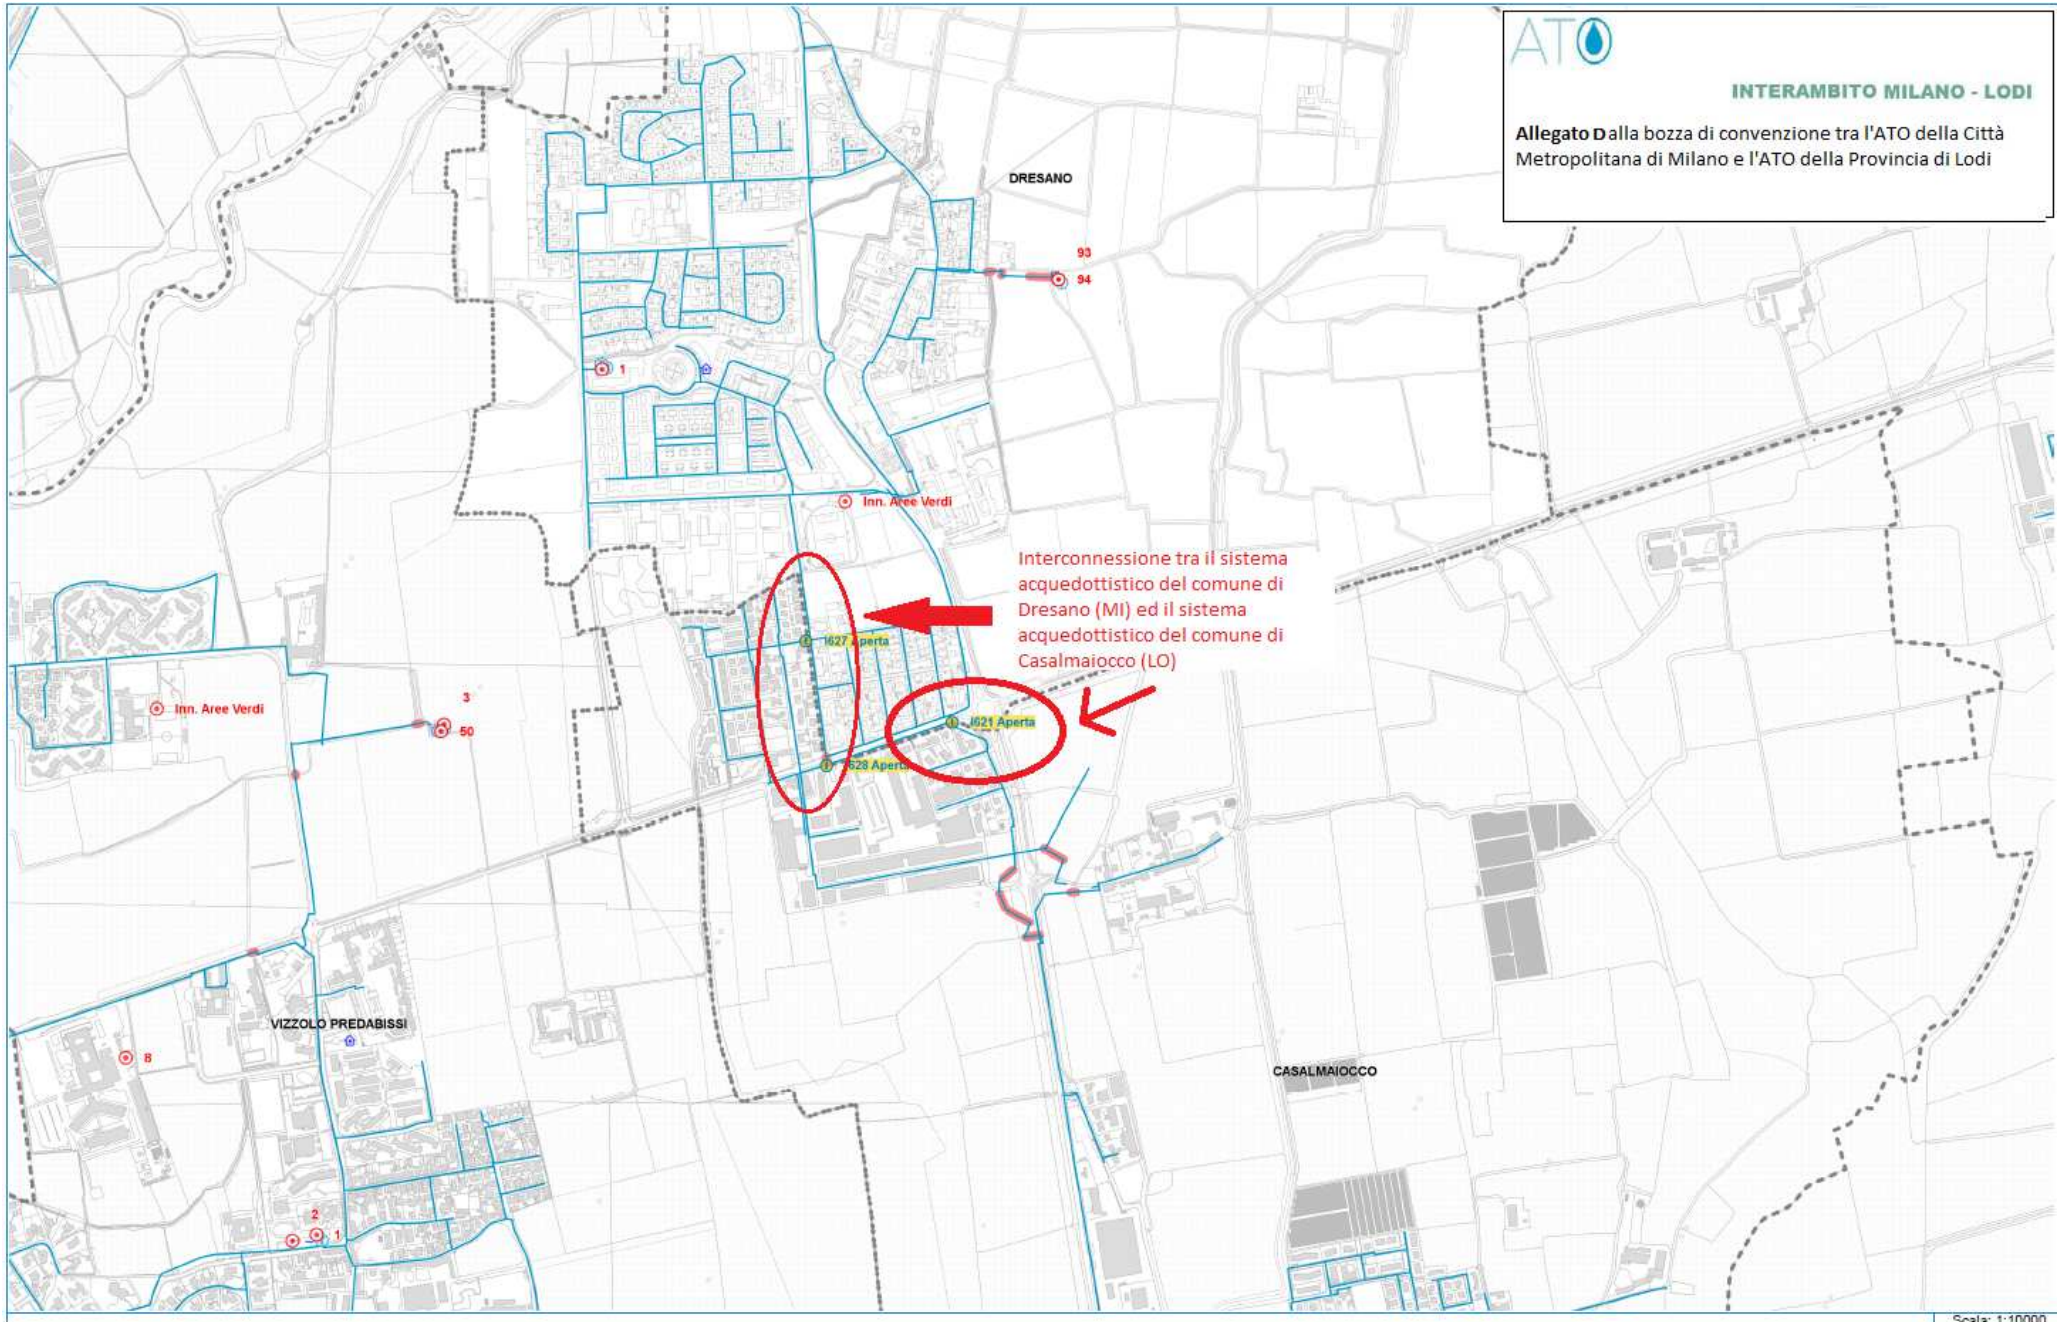 ATO
INTERAMBITO MILANO - LODI
Allegato D alla bozza di convenzione tra l'ATO della Città
Metropolitana di Milano e l'ATO della Provincia di Lodi
DRESANO
93
94
1
Inn. Aree Verdi
Interconnessione tra il sistema
acquedottistico del comune di
Dresano (MI) ed il sistema
acquedottistico del comune di
Casalmaiocco (LO)
I627 Aperta
3
Inn. Aree Verdi
50
I621 Aperta
I628 Aperta
VIZZOLO PREDABISSI
8
CASALMAIOCCO
2
1
Scala: 1:10000